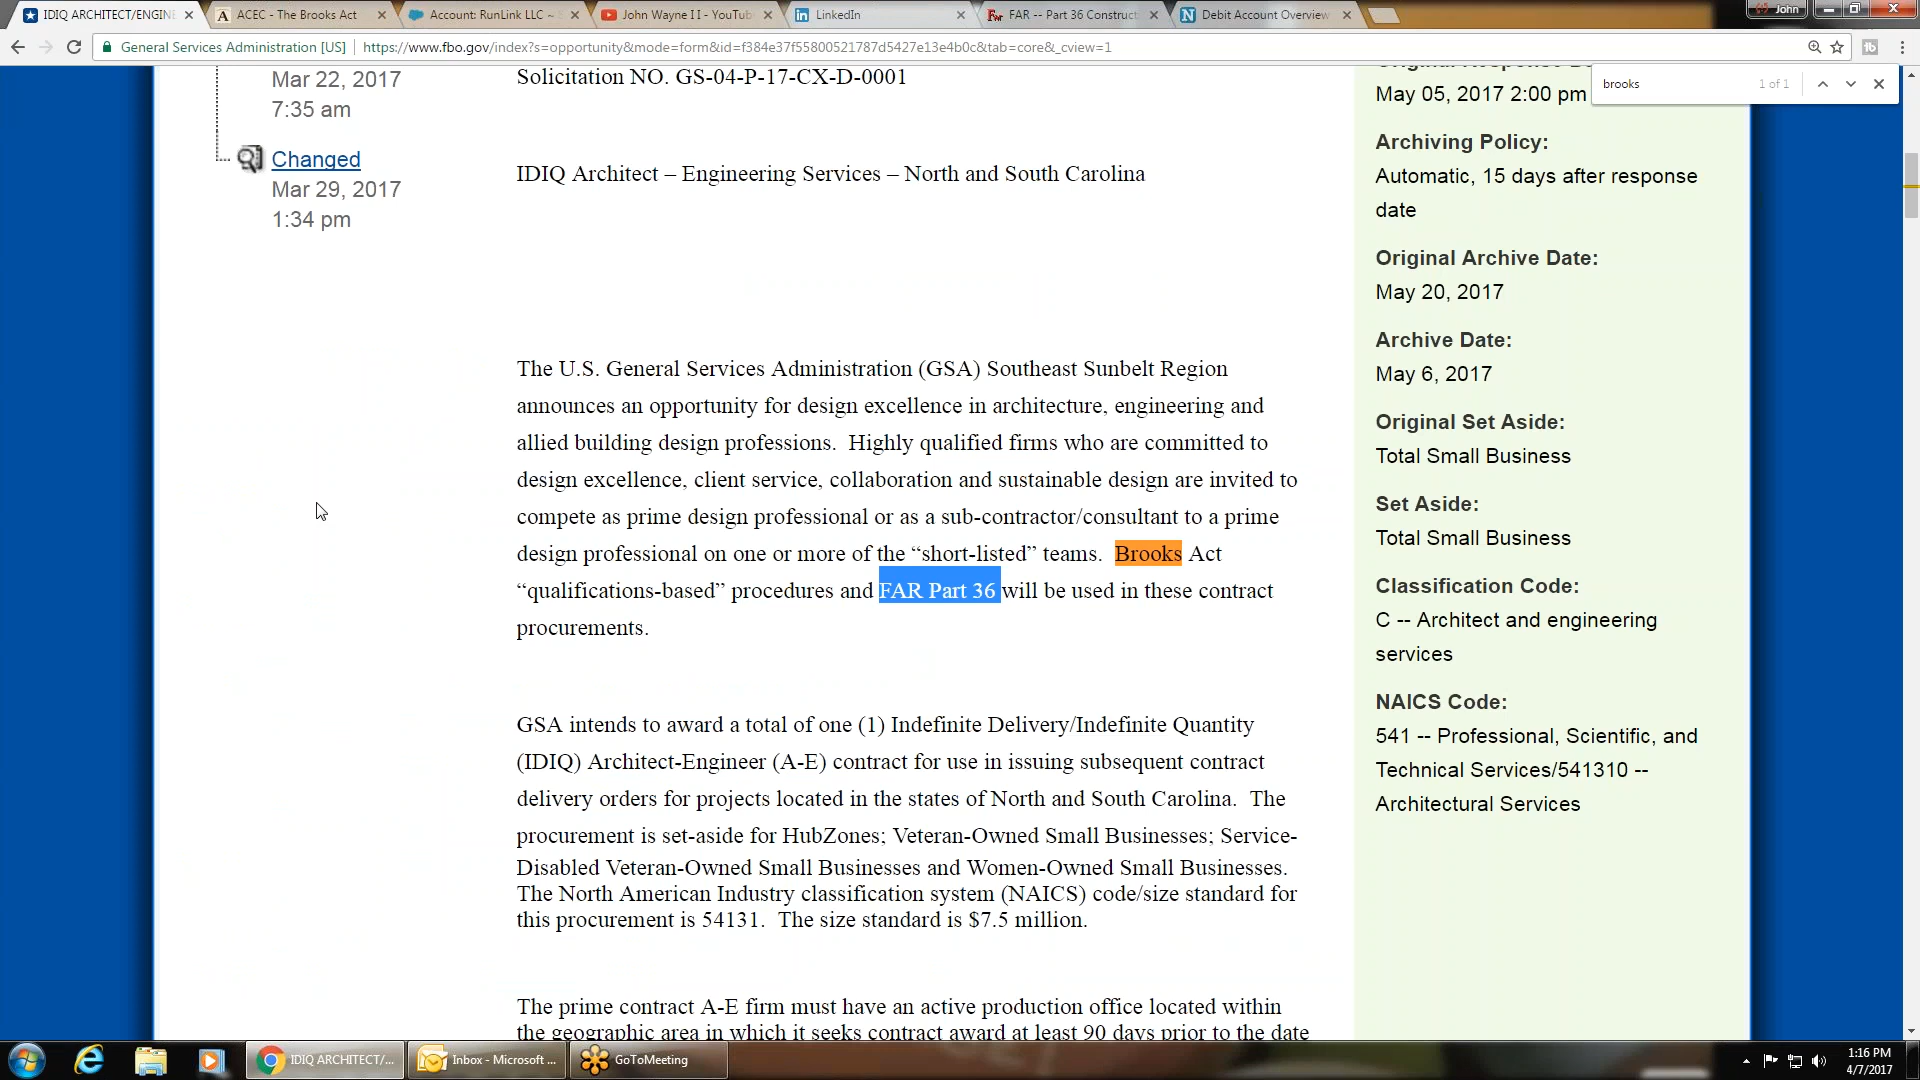 IDIQ ARCHITECT/ENGINE
ACEC - The Brooks Act
Account: RunLink LLC ~
John Wayne I I - YouTub
LinkedIn
FAR -- Part 36 Construct
Debit Account Overview
John
General Services Administration [US]
https://www.fbo.gov/index?s=opportunity&mode=form&id=f384e37f55800521787d5427e13e4b0c&tab=core&_cview=1
brooks
1 of 1
Mar 22, 2017
7:35 am
Changed
Mar 29, 2017
1:34 pm
Solicitation NO. GS-04-P-17-CX-D-0001
IDIQ Architect – Engineering Services – North and South Carolina
The U.S. General Services Administration (GSA) Southeast Sunbelt Region
announces an opportunity for design excellence in architecture, engineering and
allied building design professions.  Highly qualified firms who are committed to
design excellence, client service, collaboration and sustainable design are invited to
compete as prime design professional or as a sub-contractor/consultant to a prime
design professional on one or more of the “short-listed” teams.  Brooks Act
“qualifications-based” procedures and FAR Part 36 will be used in these contract
procurements.
GSA intends to award a total of one (1) Indefinite Delivery/Indefinite Quantity
(IDIQ) Architect-Engineer (A-E) contract for use in issuing subsequent contract
delivery orders for projects located in the states of North and South Carolina.  The
procurement is set-aside for HubZones; Veteran-Owned Small Businesses; Service-
Disabled Veteran-Owned Small Businesses and Women-Owned Small Businesses.
The North American Industry classification system (NAICS) code/size standard for
this procurement is 54131.  The size standard is $7.5 million.
The prime contract A-E firm must have an active production office located within
the geographic area in which it seeks contract award at least 90 days prior to the date
Original Response Da
May 05, 2017 2:00 pm
Archiving Policy:
Automatic, 15 days after response
date
Original Archive Date:
May 20, 2017
Archive Date:
May 6, 2017
Original Set Aside:
Total Small Business
Set Aside:
Total Small Business
Classification Code:
C -- Architect and engineering
services
NAICS Code:
541 -- Professional, Scientific, and
Technical Services/541310 --
Architectural Services
IDIQ ARCHITECT/...
Inbox - Microsoft ...
GoToMeeting
1:16 PM
4/7/2017